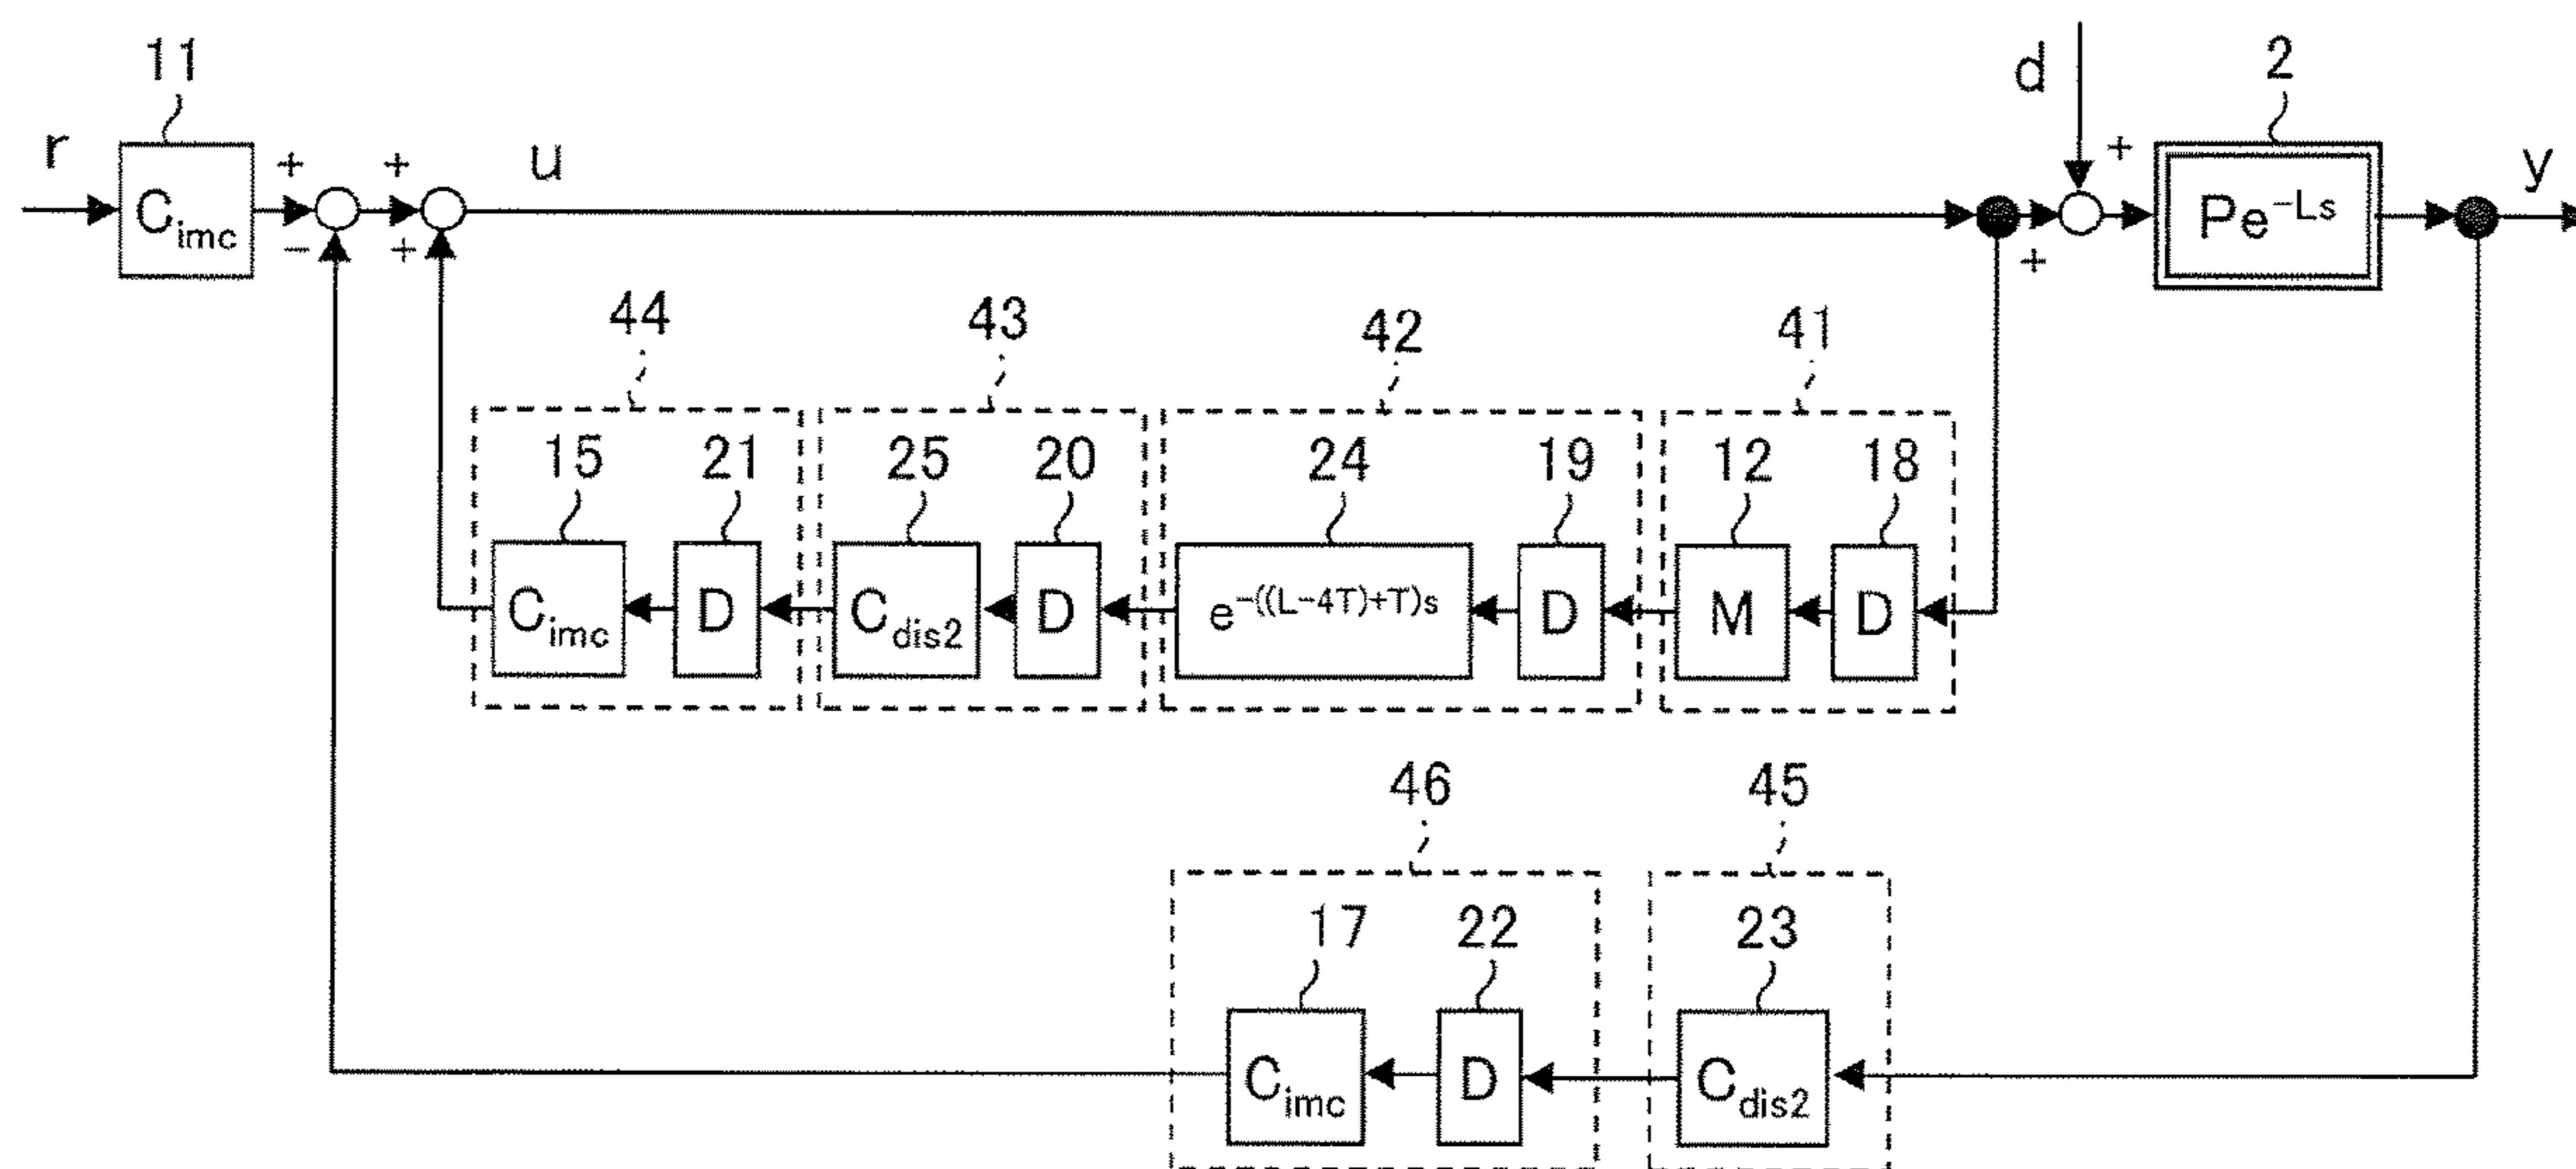 11
d
2
r
C_imc
+
−
+
+
u
+
+
Pe^−Ls
y
44
43
42
41
15
21
25
20
24
19
12
18
C_imc
D
C_dis2
D
e^−((L−4T)+T)s
D
M
D
46
45
17
22
23
C_imc
D
C_dis2